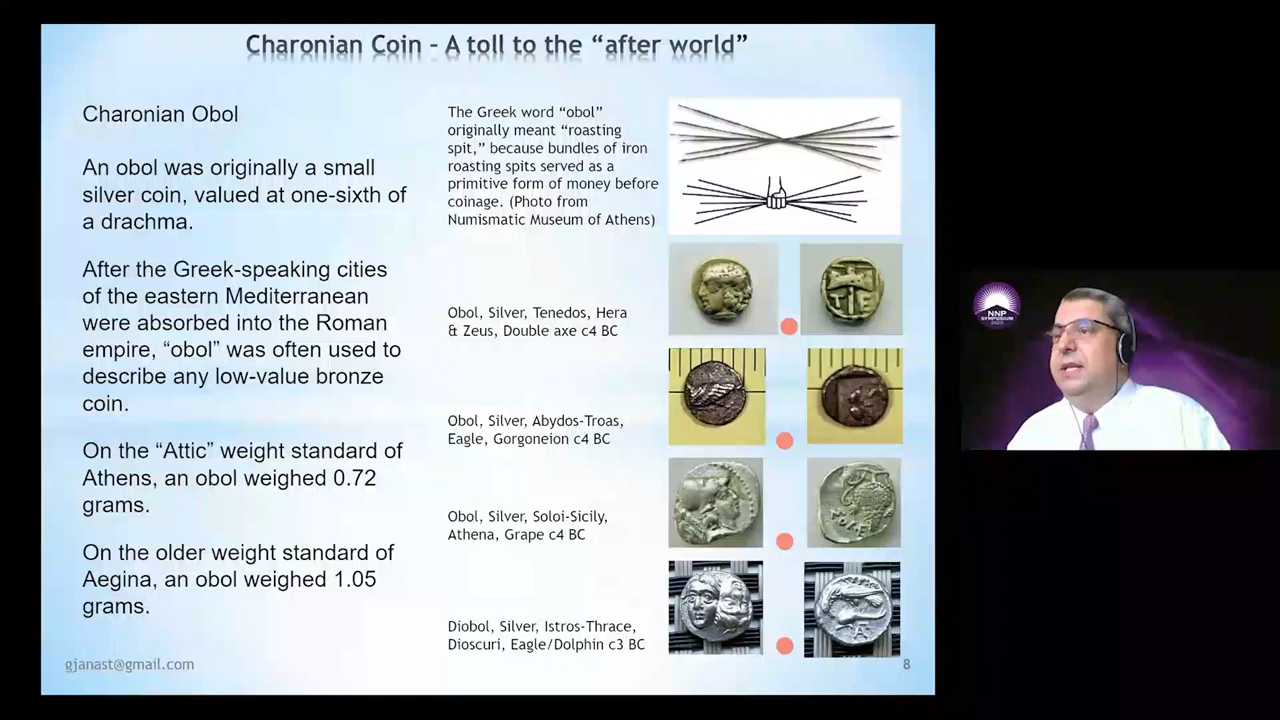 Charonian Coin – A toll to the “after world”
Charonian Obol
An obol was originally a small
silver coin, valued at one-sixth of
a drachma.
After the Greek-speaking cities
of the eastern Mediterranean
were absorbed into the Roman
empire, “obol” was often used to
describe any low-value bronze
coin.
On the “Attic” weight standard of
Athens, an obol weighed 0.72
grams.
On the older weight standard of
Aegina, an obol weighed 1.05
grams.
The Greek word “obol”
originally meant “roasting
spit,” because bundles of iron
roasting spits served as a
primitive form of money before
coinage. (Photo from
Numismatic Museum of Athens)
Obol, Silver, Tenedos, Hera
& Zeus, Double axe c4 BC
T E
Obol, Silver, Abydos-Troas,
Eagle, Gorgoneion c4 BC
Obol, Silver, Soloi-Sicily,
Athena, Grape c4 BC
Diobol, Silver, Istros-Thrace,
Dioscuri, Eagle/Dolphin c3 BC
A
gjanast@gmail.com
8
NNP
SYMPOSIUM
2020